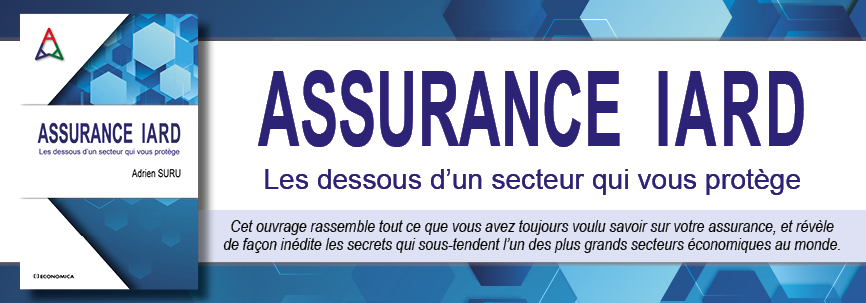 ASSURANCE IARD
Les dessous d'un secteur qui vous protège
Adrien SURU
ECONOMICA
ASSURANCE IARD
Les dessous d'un secteur qui vous protège
Cet ouvrage rassemble tout ce que vous avez toujours voulu savoir sur votre assurance, et révèle
de façon inédite les secrets qui sous-tendent l'un des plus grands secteurs économiques au monde.